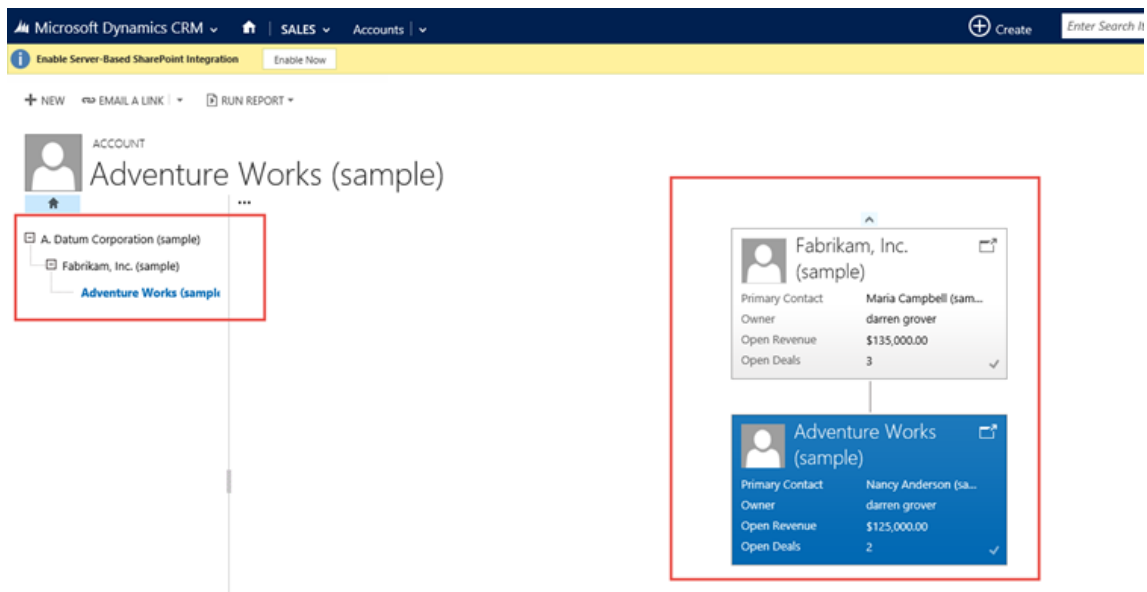 Microsoft Dynamics CRM SALES Accounts Create Enter Search
Enable Server-Based SharePoint Integration Enable Now
NEW EMAIL A LINK RUN REPORT
ACCOUNT
Adventure Works (sample)
...
A. Datum Corporation (sample)
Fabrikam, Inc. (sample)
Adventure Works (sample
Fabrikam, Inc.
(sample)
Primary Contact Maria Campbell (sam...
Owner darren grover
Open Revenue $135,000.00
Open Deals 3
Adventure Works
(sample)
Primary Contact Nancy Anderson (sa...
Owner darren grover
Open Revenue $125,000.00
Open Deals 2